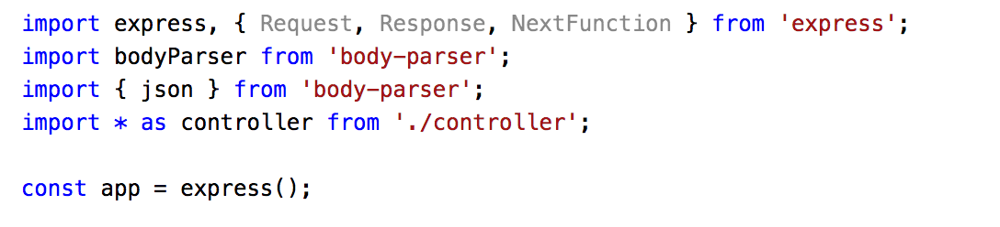 import express, { Request, Response, NextFunction } from 'express';
import bodyParser from 'body-parser';
import { json } from 'body-parser';
import * as controller from './controller';
const app = express();